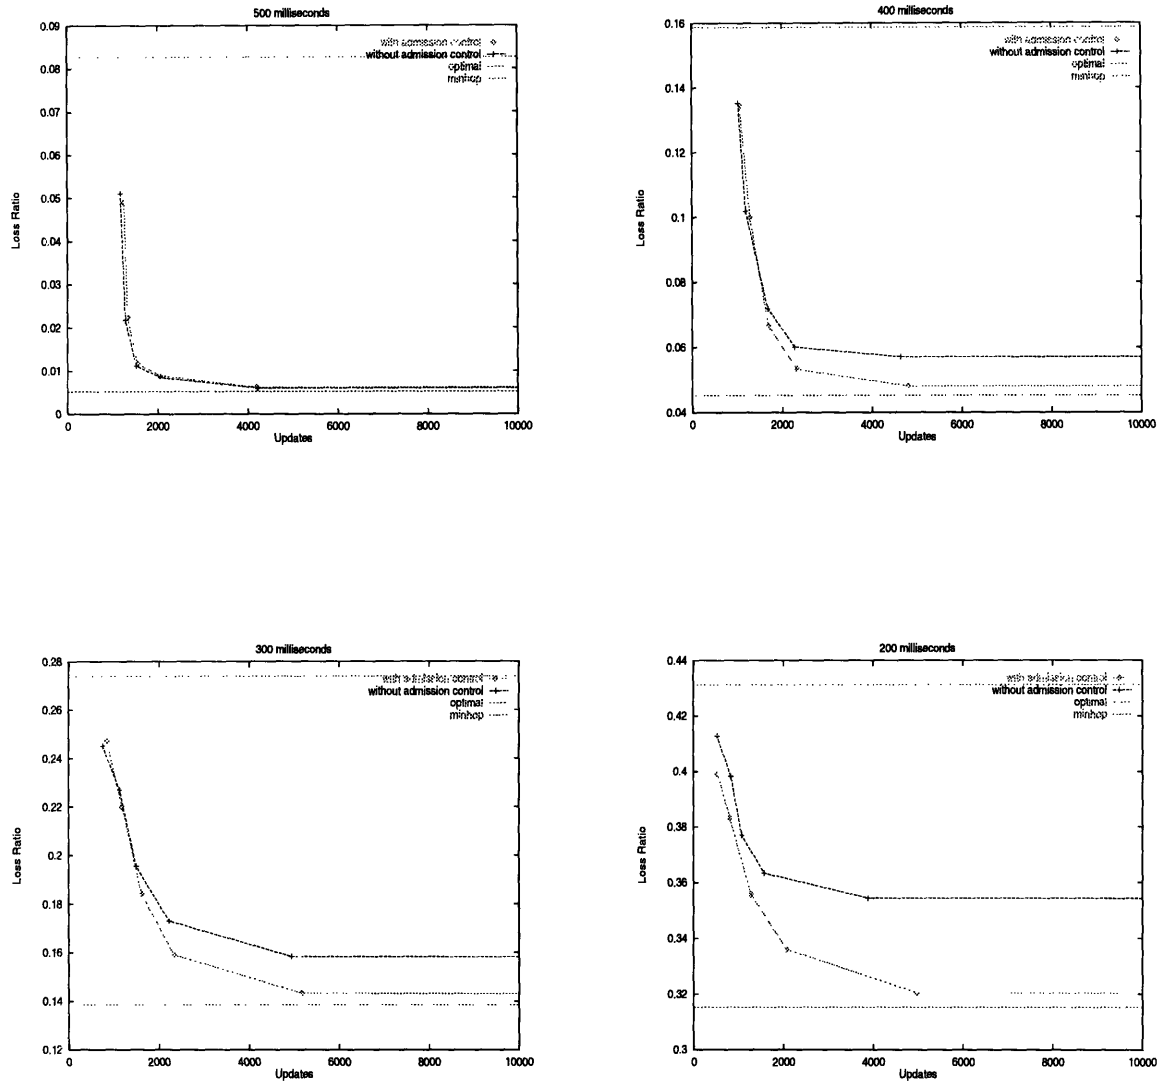 500 milliseconds
0.09
0.08
0.07
0.06
0.05
0.04
0.03
0.02
0.01
0
Loss Ratio
with admission control
without admission control
optimal
minhop
0 2000 4000 6000 8000 10000
Updates
400 milliseconds
0.16
0.14
0.12
0.1
0.08
0.06
0.04
Loss Ratio
with admission control
without admission control
optimal
minhop
0 2000 4000 6000 8000 10000
Updates
300 milliseconds
0.28
0.26
0.24
0.22
0.2
0.18
0.16
0.14
0.12
Loss Ratio
with admission control
without admission control
optimal
minhop
0 2000 4000 6000 8000 10000
Updates
200 milliseconds
0.44
0.42
0.4
0.38
0.36
0.34
0.32
0.3
Loss Ratio
with admission control
without admission control
optimal
minhop
0 2000 4000 6000 8000 10000
Updates